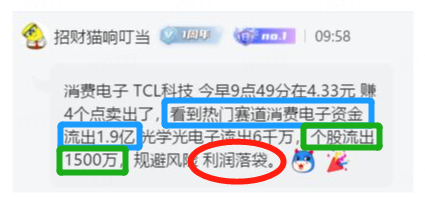 招财猫响叮当 1周年 no.1 | 09:58
消费电子 TCL科技 今早9点49分在4.33元 赚
4个点卖出了，看到热门赛道消费电子资金
流出1.9亿 光学光电子流出6千万，个股流出
1500万，规避风险 利润落袋。